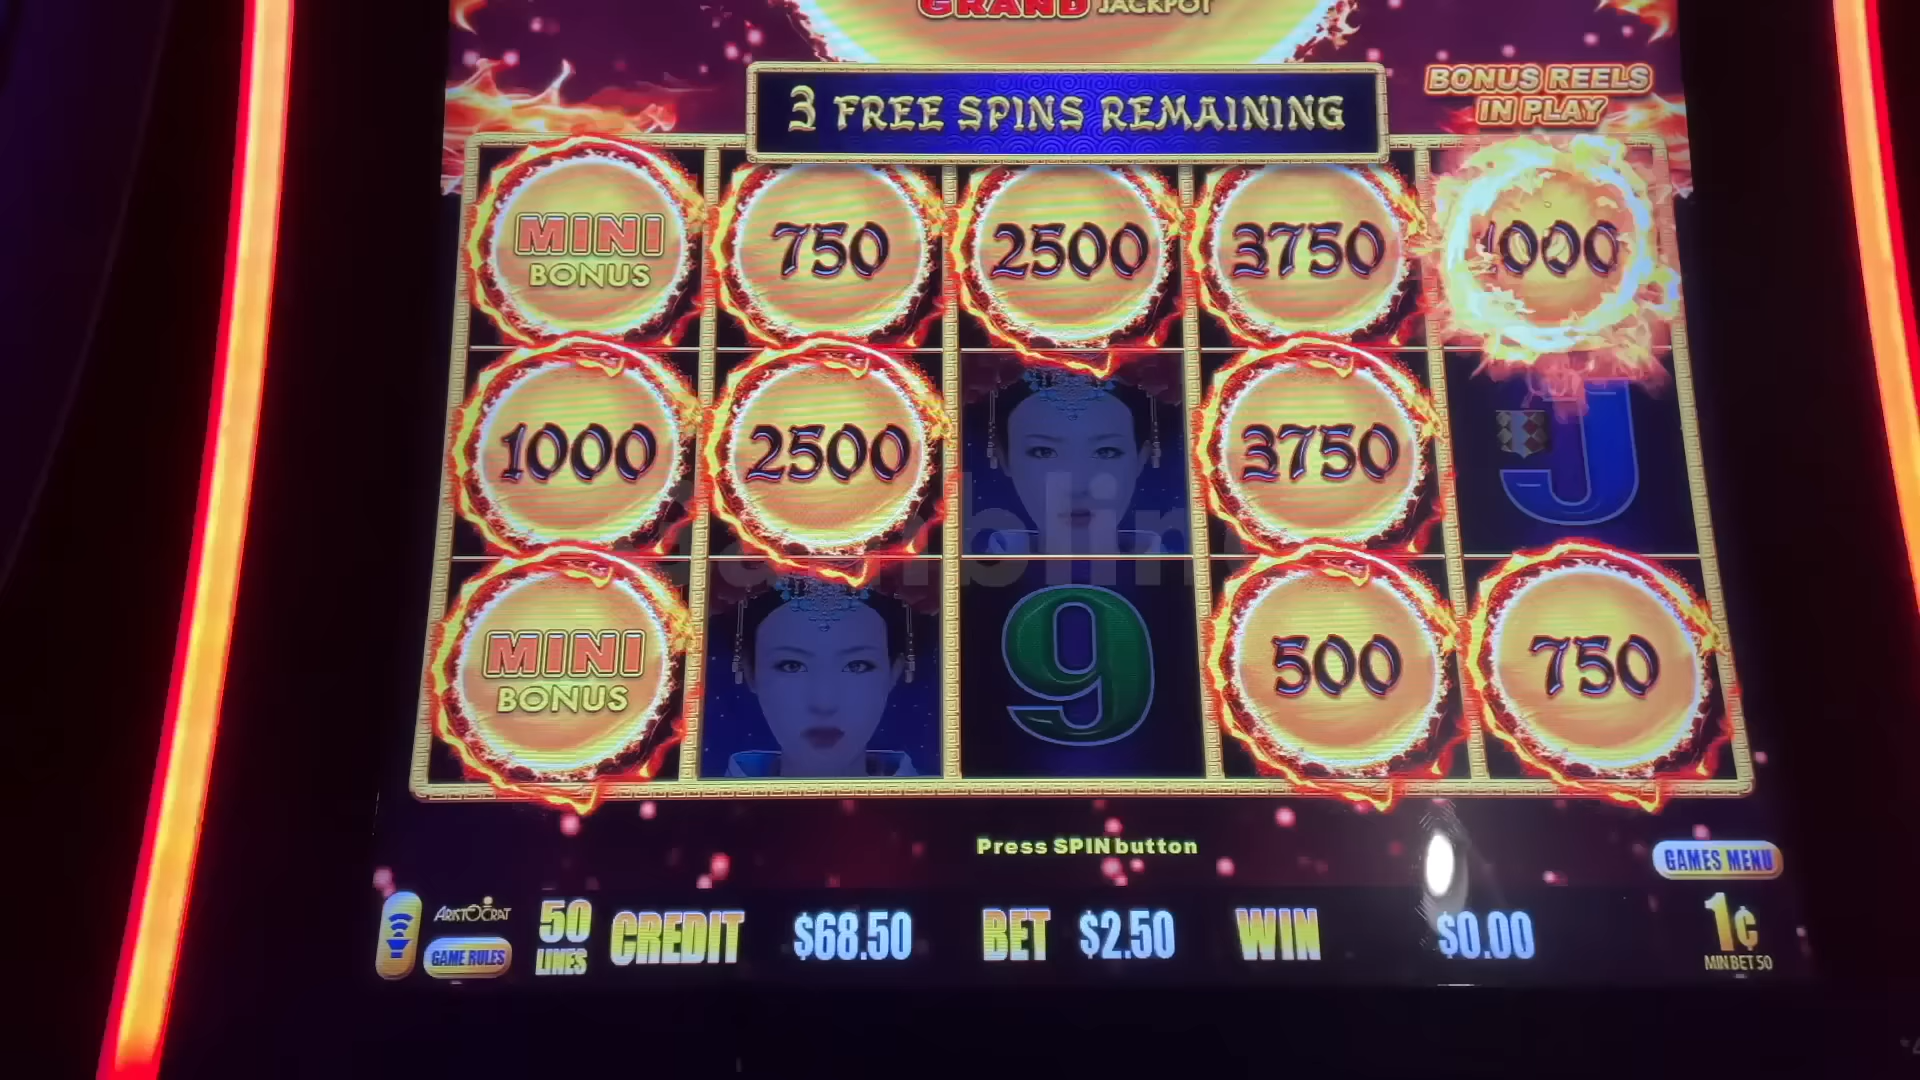 GRAND JACKPOT
3 FREE SPINS REMAINING
BONUS REELS
IN PLAY
MINI
BONUS
750
2500
3750
1000
1000
2500
3750
J
MINI
BONUS
9
500
750
Press SPIN button
GAMES MENU
ARISTOCRAT
GAME RULES
50
LINES
CREDIT $68.50
BET $2.50
WIN $0.00
1¢
MIN BET 50